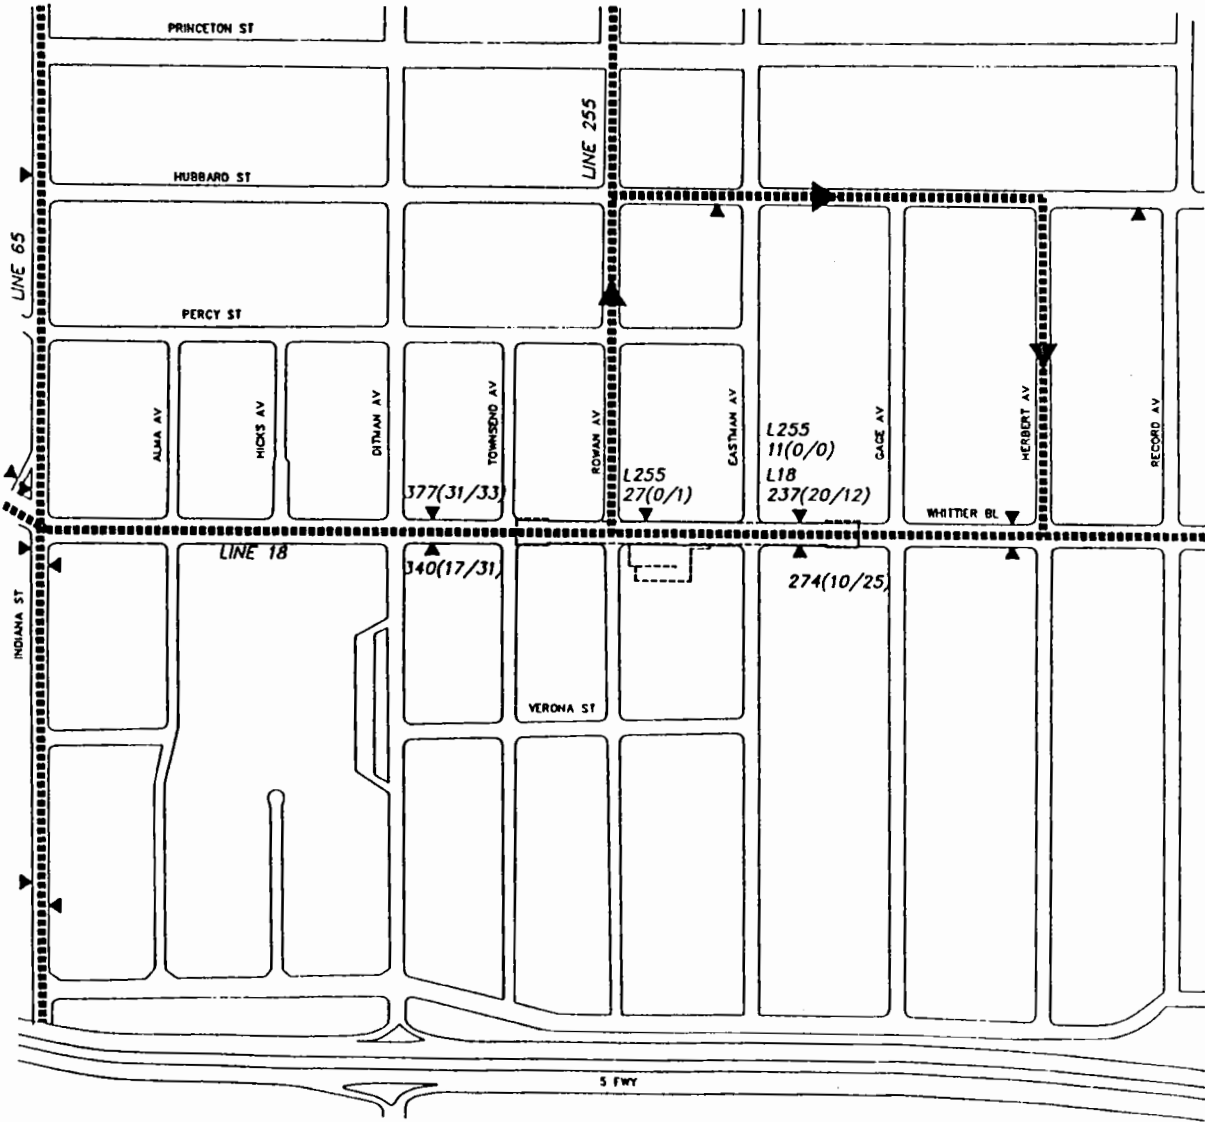 PRINCETON ST
LINE 255
HUBBARD ST
LINE 65
PERCY ST
ALMA AV
HICKS AV
DITMAN AV
TOWNSEND AV
ROWAN AV
EASTMAN AV
GAGE AV
HERBERT AV
RECORD AV
L255
11(0/0)
L18
237(20/12)
L255
27(0/1)
377(31/33)
WHITTIER BL
LINE 18
340(17/31)
274(10/25)
INDIANA ST
VERONA ST
5 FWY